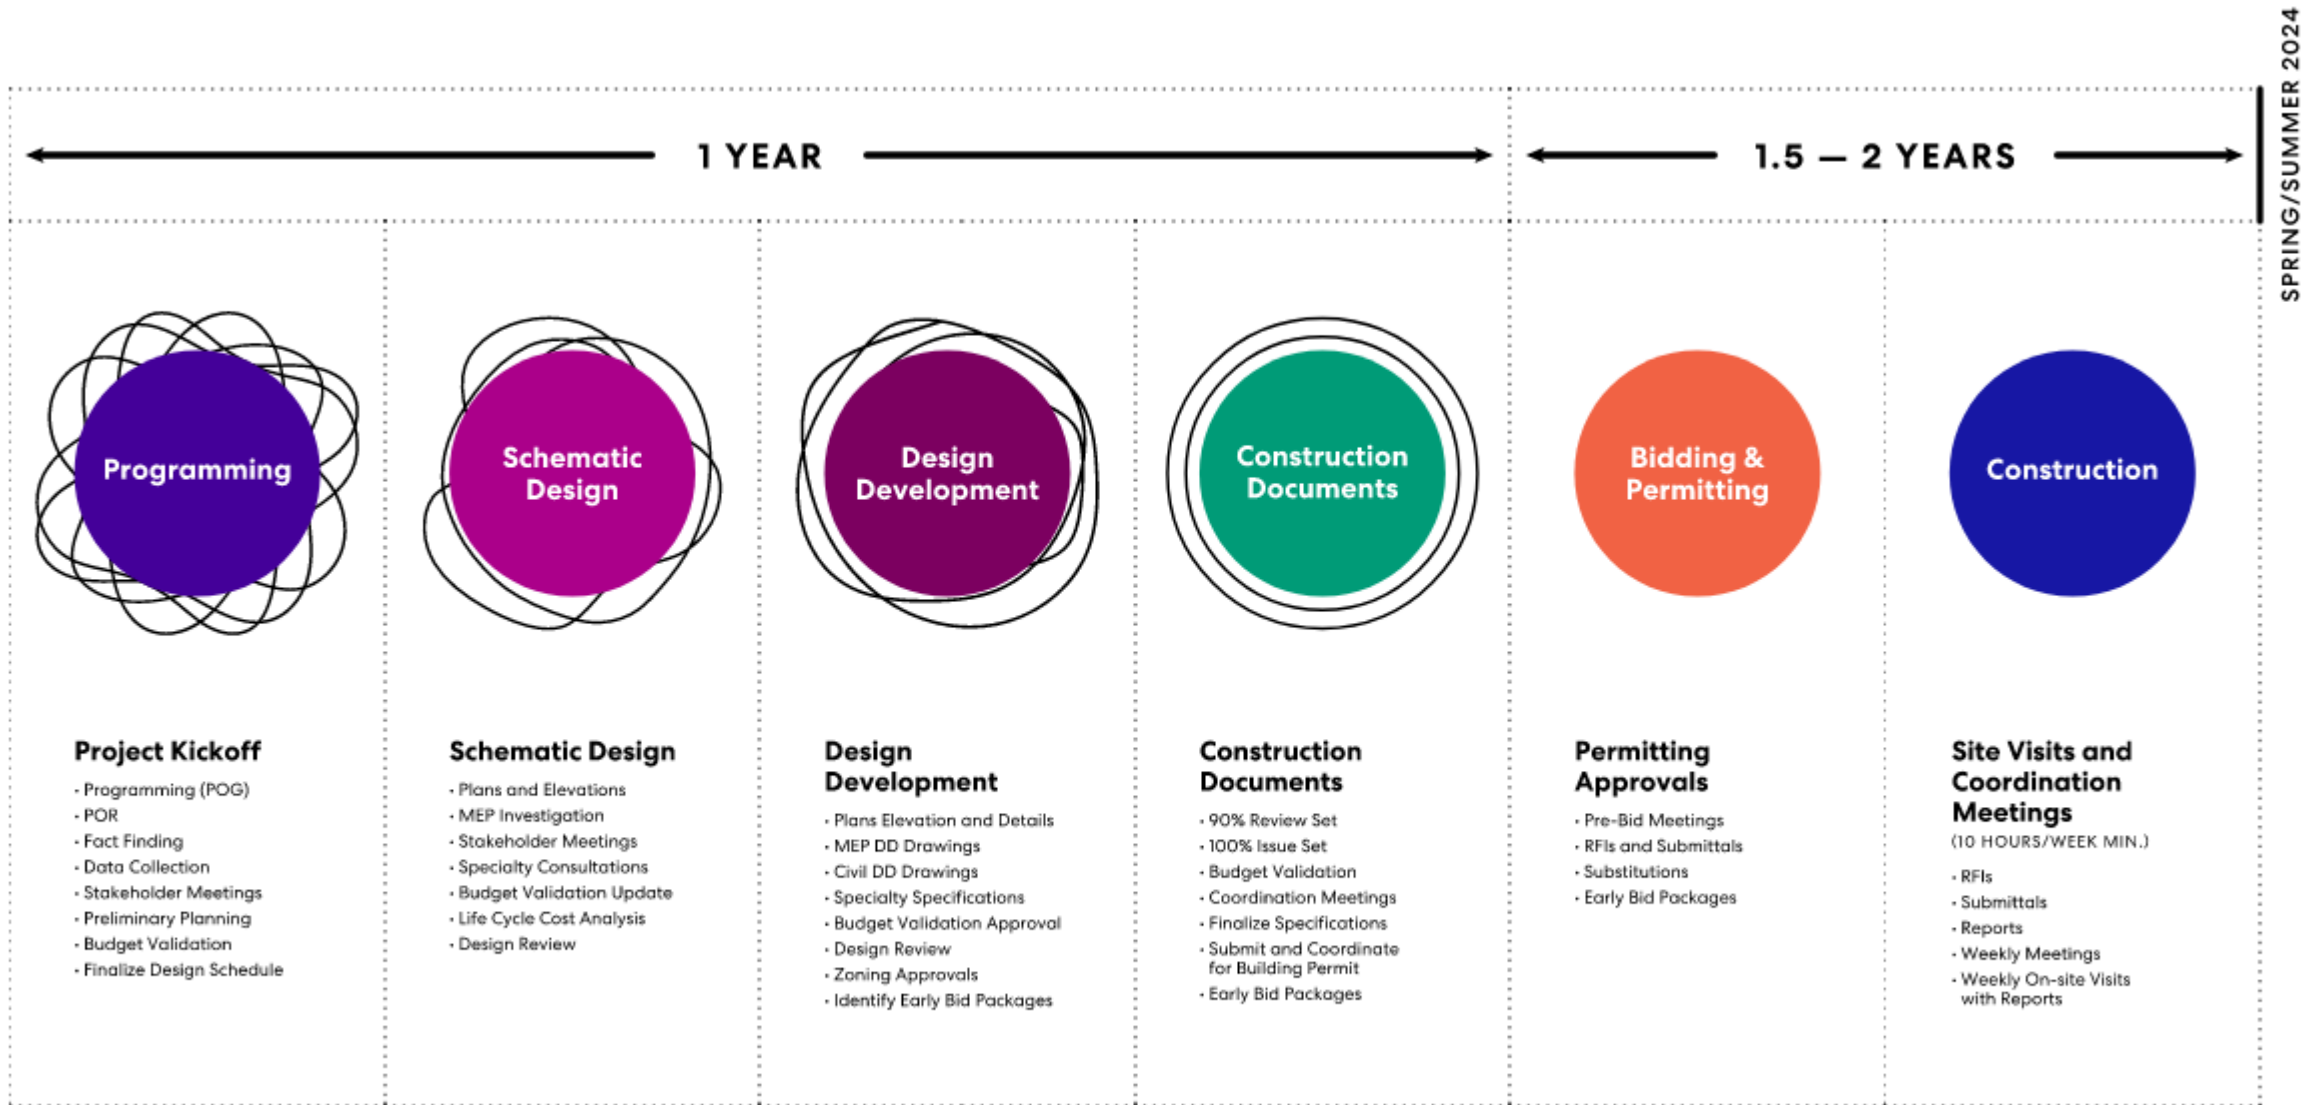 SPRING/SUMMER 2024
1 YEAR
1.5 — 2 YEARS
Programming
Schematic
Design
Design
Development
Construction
Documents
Bidding &
Permitting
Construction
Project Kickoff
· Programming (POG)
· POR
· Fact Finding
· Data Collection
· Stakeholder Meetings
· Preliminary Planning
· Budget Validation
· Finalize Design Schedule
Schematic Design
· Plans and Elevations
· MEP Investigation
· Stakeholder Meetings
· Specialty Consultations
· Budget Validation Update
· Life Cycle Cost Analysis
· Design Review
Design
Development
· Plans Elevation and Details
· MEP DD Drawings
· Civil DD Drawings
· Specialty Specifications
· Budget Validation Approval
· Design Review
· Zoning Approvals
· Identify Early Bid Packages
Construction
Documents
· 90% Review Set
· 100% Issue Set
· Budget Validation
· Coordination Meetings
· Finalize Specifications
· Submit and Coordinate
for Building Permit
· Early Bid Packages
Permitting
Approvals
· Pre-Bid Meetings
· RFIs and Submittals
· Substitutions
· Early Bid Packages
Site Visits and
Coordination
Meetings
(10 HOURS/WEEK MIN.)
· RFIs
· Submittals
· Reports
· Weekly Meetings
· Weekly On-site Visits
with Reports